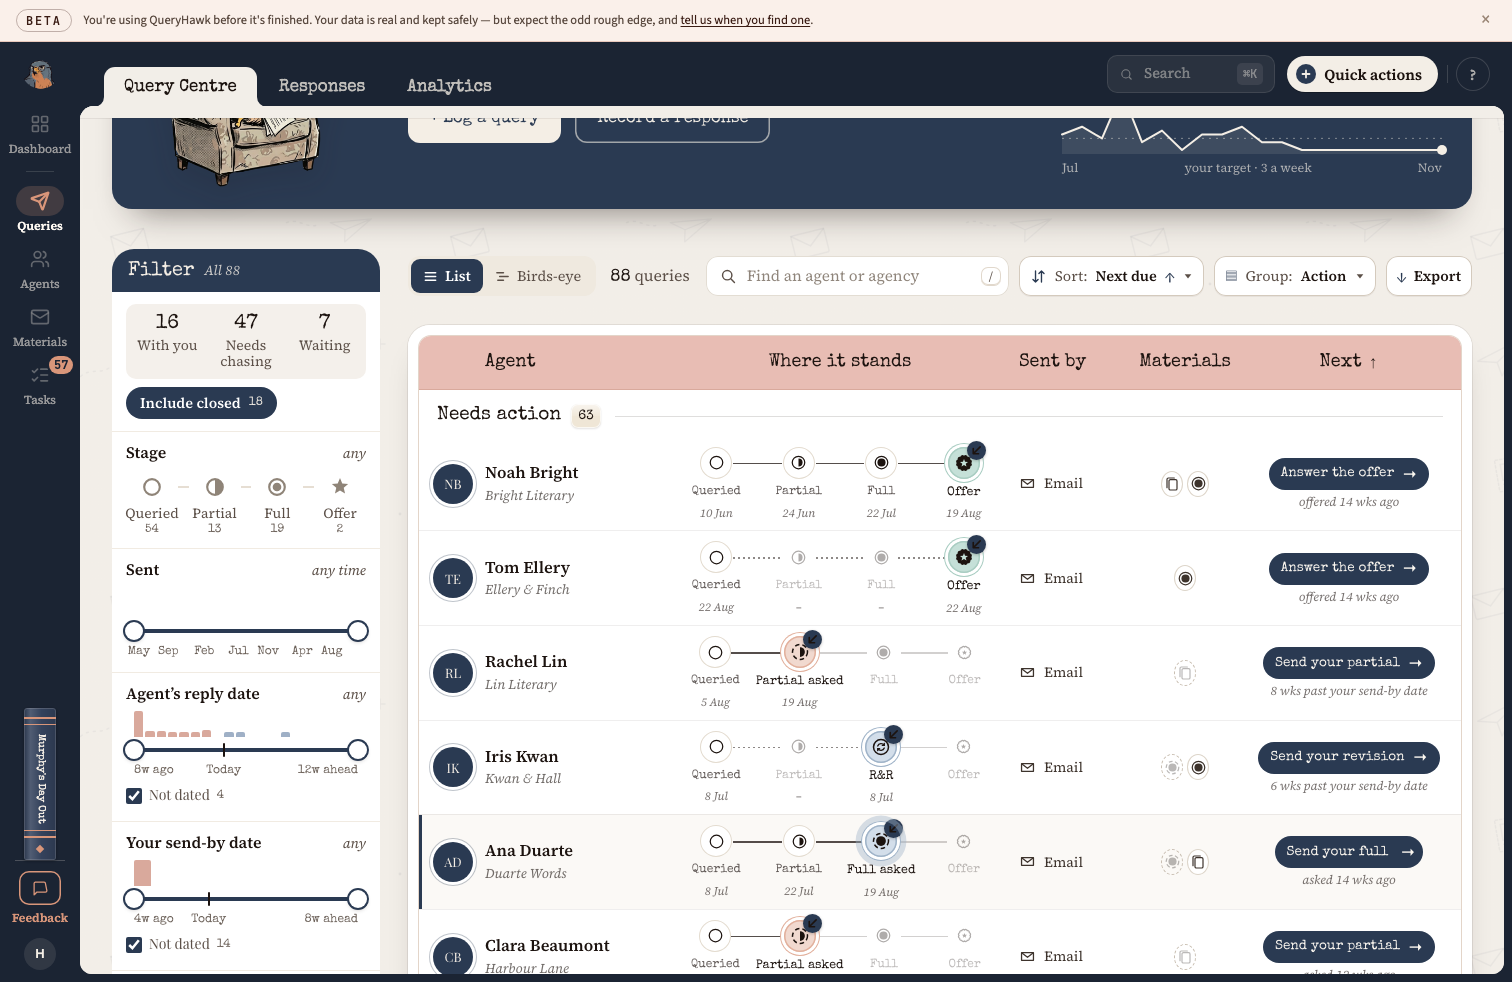 BETA
You're using QueryHawk before it's finished. Your data is real and kept safely — but expect the odd rough edge, and tell us when you find one.
×
Query Centre
Responses
Analytics
Search
⌘K
+ Quick actions
?
Dashboard
Queries
Agents
Materials
57
Tasks
Murphy's Day Out
Feedback
H
Log a query
Record a response
Jul
your target · 3 a week
Nov
Filter All 88
16
With you
47
Needs
chasing
7
Waiting
Include closed 18
Stage any
Queried
54
Partial
13
Full
19
Offer
2
Sent any time
May Sep Feb Jul Nov Apr Aug
Agent’s reply date any
8w ago Today 12w ahead
Not dated 4
Your send-by date any
4w ago Today 8w ahead
Not dated 14
List
Birds-eye
88 queries
Find an agent or agency
/
Sort: Next due ↑
Group: Action
↓ Export
Agent Where it stands Sent by Materials Next ↑
Needs action 63
NB
Noah Bright
Bright Literary
Queried Partial Full Offer
10 Jun 24 Jun 22 Jul 19 Aug
Email
Answer the offer →
offered 14 wks ago
TE
Tom Ellery
Ellery & Finch
Queried Partial Full Offer
22 Aug – – 22 Aug
Email
Answer the offer →
offered 14 wks ago
RL
Rachel Lin
Lin Literary
Queried Partial asked Full Offer
5 Aug 19 Aug
Email
Send your partial →
8 wks past your send-by date
IK
Iris Kwan
Kwan & Hall
Queried Partial R&R Offer
8 Jul – 8 Jul
Email
Send your revision →
6 wks past your send-by date
AD
Ana Duarte
Duarte Words
Queried Partial Full asked Offer
8 Jul 22 Jul 19 Aug
Email
Send your full →
asked 14 wks ago
CB
Clara Beaumont
Harbour Lane
Queried Partial asked Full Offer
Email
Send your partial →